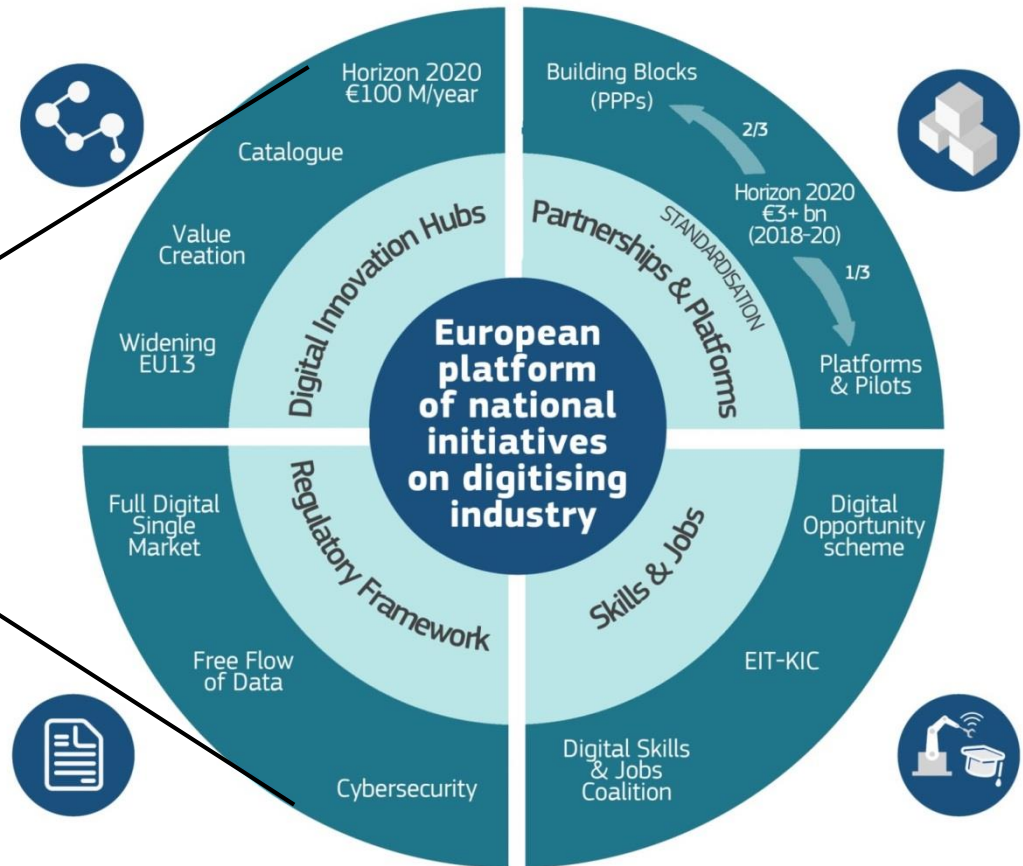 Horizon 2020
€100 M/year
Catalogue
Value
Creation
Widening
EU13
Digital Innovation Hubs
Building Blocks
(PPPs)
2/3
Horizon 2020
€3+ bn
(2018-20)
1/3
Platforms
& Pilots
Partnerships & Platforms
STANDARDISATION
European
platform
of national
initiatives
on digitising
industry
Full Digital
Single
Market
Free Flow
of Data
Cybersecurity
Regulatory Framework
Skills & Jobs
Digital
Opportunity
scheme
EIT-KIC
Digital Skills
& Jobs
Coalition